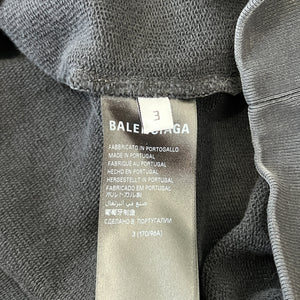 3
BALENCIAGA
FABBRICATO IN PORTOGALLO
MADE IN PORTUGAL
FABRIQUÉ AU PORTUGAL
HECHO EN PORTUGAL
HERGESTELLT IN PORTUGAL
FABRICADO EM PORTUGAL
ポルトガル製
صنع في البرتغال
葡萄牙制造
СДЕЛАНО В ПОРТУГАЛИИ
3 (170/96A)